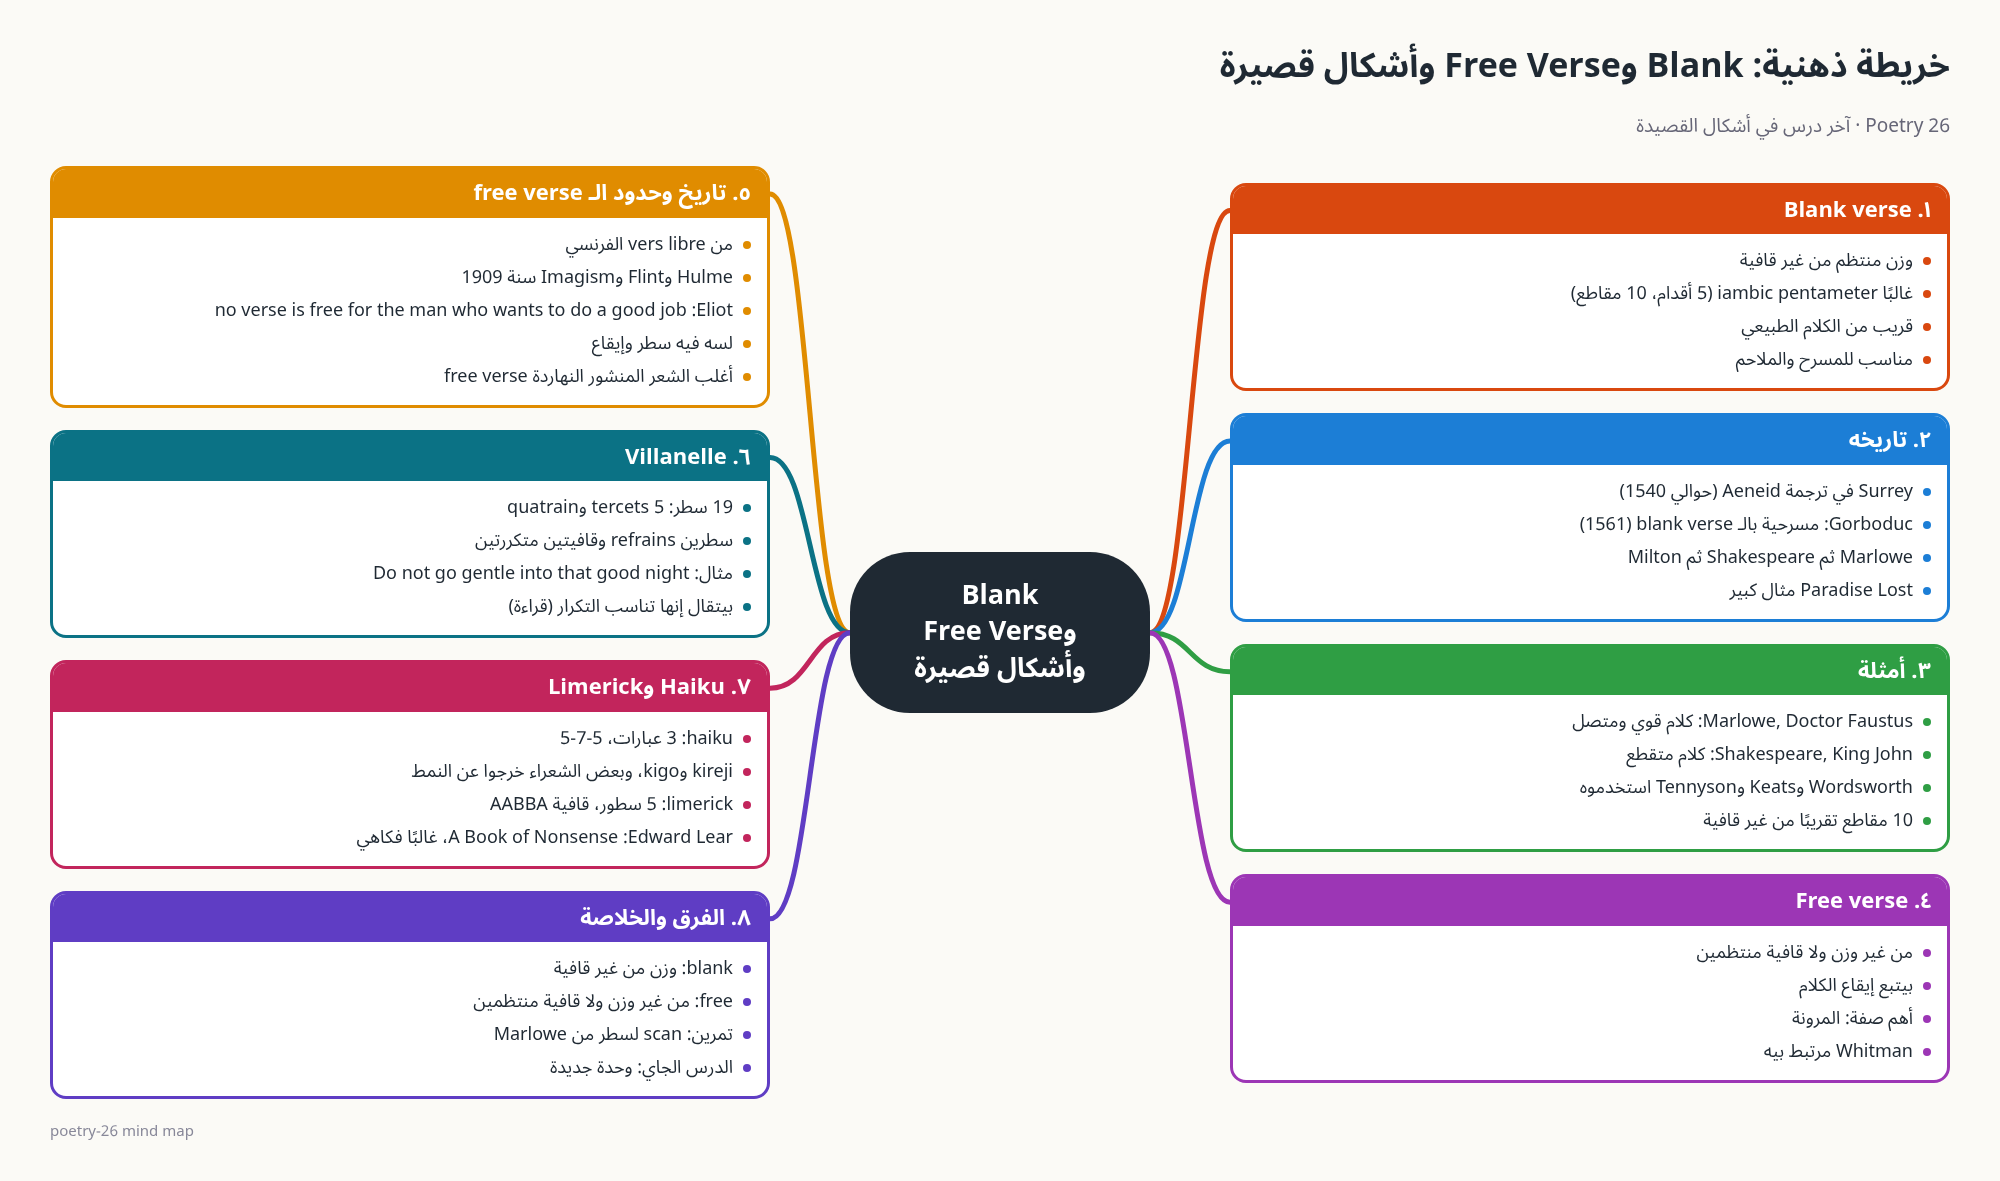 خريطة ذهنية: Blank وFree Verse وأشكال قصيرة
Poetry 26 · آخر درس في أشكال القصيدة
١. Blank verse
وزن منتظم من غير قافية
غالبًا iambic pentameter (5 أقدام، 10 مقاطع)
قريب من الكلام الطبيعي
مناسب للمسرح والملاحم
٢. تاريخه
Surrey في ترجمة Aeneid (حوالي 1540)
Gorboduc: مسرحية بالـ blank verse (1561)
Marlowe ثم Shakespeare ثم Milton
Paradise Lost مثال كبير
٣. أمثلة
Marlowe, Doctor Faustus: كلام قوي ومتصل
Shakespeare, King John: كلام متقطع
Wordsworth وKeats وTennyson استخدموه
10 مقاطع تقريبًا من غير قافية
٤. Free verse
من غير وزن ولا قافية منتظمين
بيتبع إيقاع الكلام
أهم صفة: المرونة
Whitman مرتبط بيه
Blank
وFree Verse
وأشكال قصيرة
٥. تاريخ وحدود الـ free verse
من vers libre الفرنسي
Hulme وFlint وImagism سنة 1909
Eliot: no verse is free for the man who wants to do a good job
لسه فيه سطر وإيقاع
أغلب الشعر المنشور النهاردة free verse
٦. Villanelle
19 سطر: 5 tercets وquatrain
سطرين refrains وقافيتين متكررتين
مثال: Do not go gentle into that good night
بيتقال إنها تناسب التكرار (قراءة)
٧. Haiku وLimerick
haiku: 3 عبارات، 5-7-5
kireji وkigo، وبعض الشعراء خرجوا عن النمط
limerick: 5 سطور، قافية AABBA
Edward Lear: A Book of Nonsense، غالبًا فكاهي
٨. الفرق والخلاصة
blank: وزن من غير قافية
free: من غير وزن ولا قافية منتظمين
تمرين: scan لسطر من Marlowe
الدرس الجاي: وحدة جديدة
poetry-26 mind map